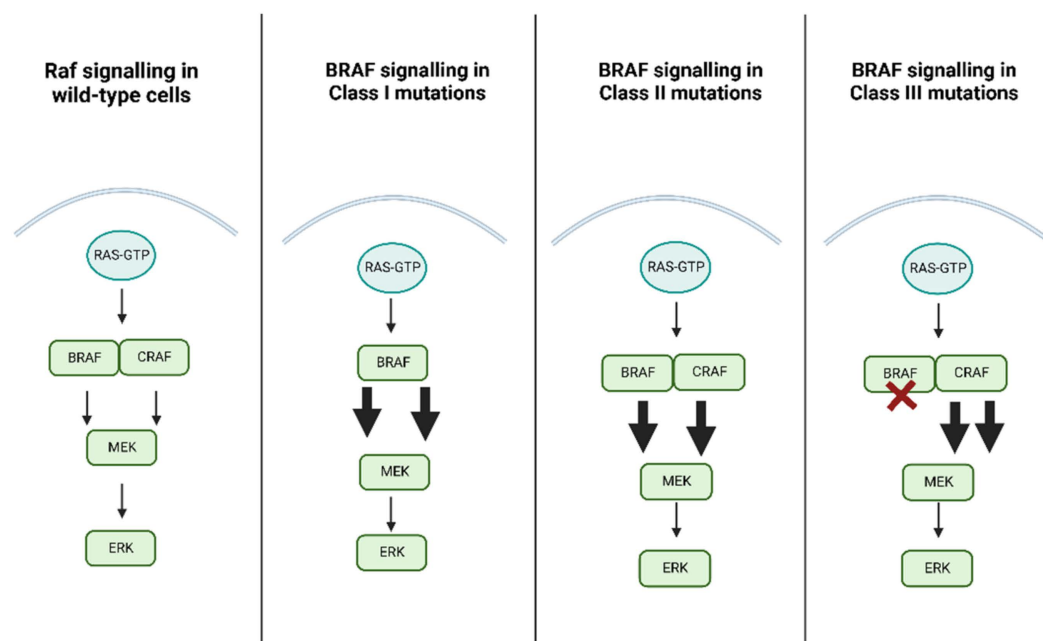 Raf signalling in
wild-type cells
RAS-GTP
BRAF
CRAF
MEK
ERK
BRAF signalling in
Class I mutations
RAS-GTP
BRAF
MEK
ERK
BRAF signalling in
Class II mutations
RAS-GTP
BRAF
CRAF
MEK
ERK
BRAF signalling in
Class III mutations
RAS-GTP
BRAF
CRAF
MEK
ERK